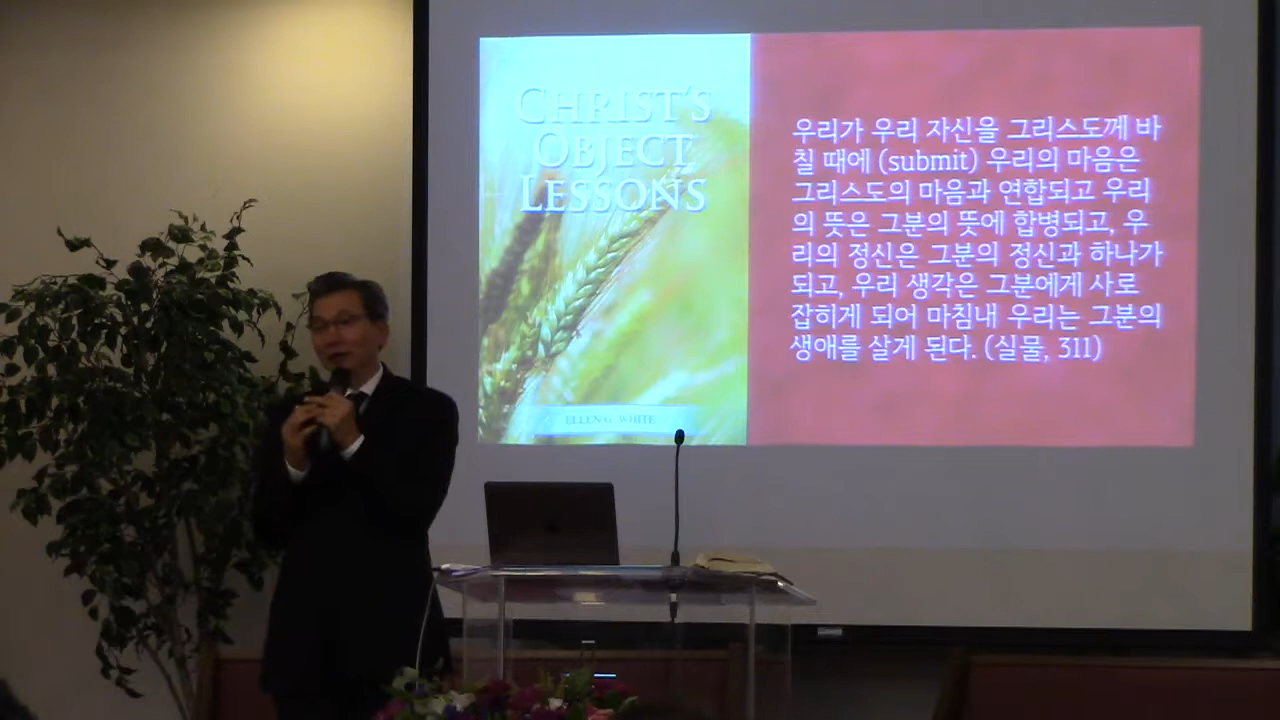 CHRIST'S
OBJECT
LESSONS
ELLEN G. WHITE
우리가 우리 자신을 그리스도께 바
칠 때에 (submit) 우리의 마음은
그리스도의 마음과 연합되고 우리
의 뜻은 그분의 뜻에 합병되고, 우
리의 정신은 그분의 정신과 하나가
되고, 우리 생각은 그분에게 사로
잡히게 되어 마침내 우리는 그분의
생애를 살게 된다. (실물, 311)